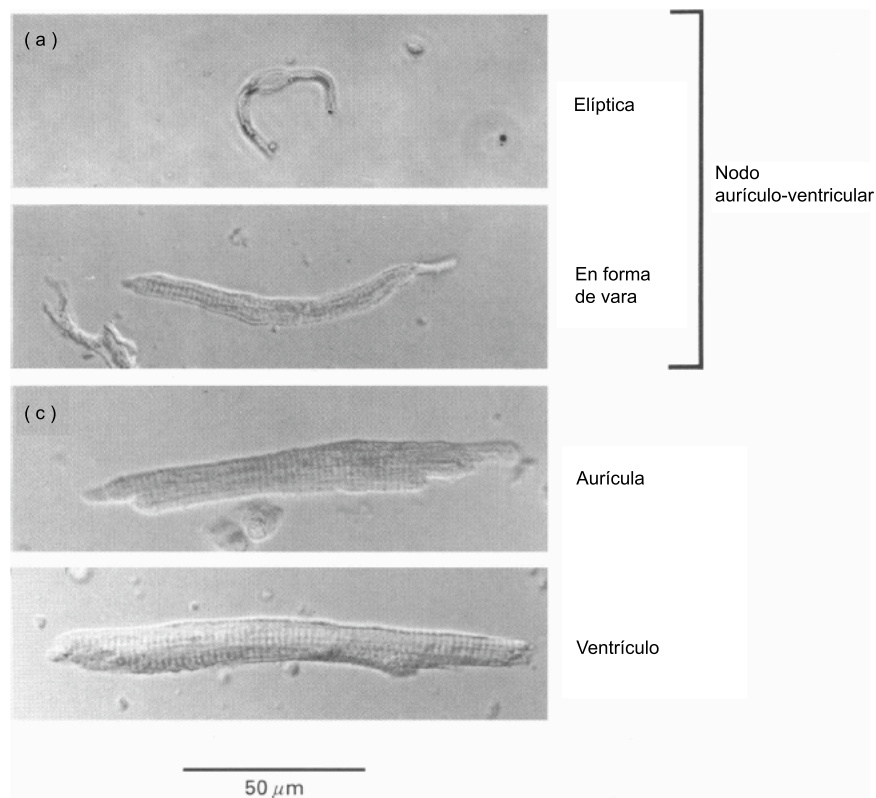 ( a )
Elíptica
Nodo
aurículo-ventricular
En forma
de vara
( c )
Aurícula
Ventrículo
50 μm